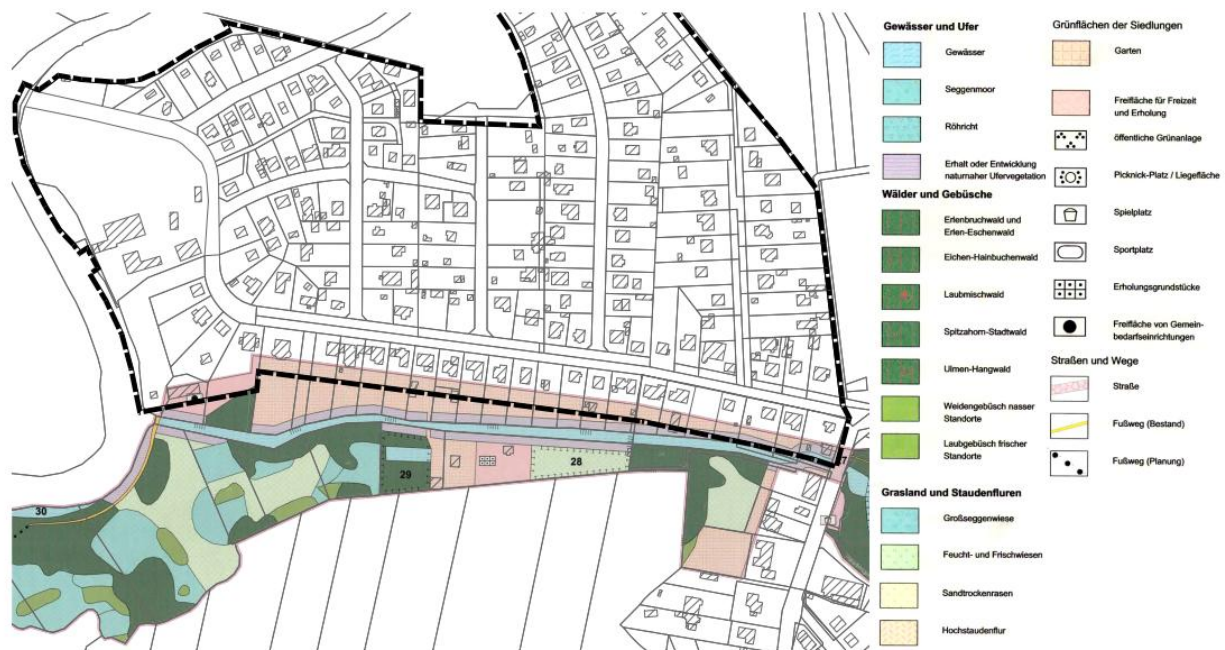 30
29
28
Gewässer und Ufer
Gewässer
Seggenmoor
Röhricht
Erhalt oder Entwicklung
naturnaher Ufervegetation
Wälder und Gebüsche
Erlenbruchwald und
Erlen-Eschenwald
Eichen-Hainbuchenwald
Laubmischwald
Spitzahorn-Stadtwald
Ulmen-Hangwald
Weidengebüsch nasser
Standorte
Laubgebüsch frischer
Standorte
Grasland und Staudenfluren
Großseggenwiese
Feucht- und Frischwiesen
Sandtrockenrasen
Hochstaudenflur
Grünflächen der Siedlungen
Garten
Freifläche für Freizeit
und Erholung
öffentliche Grünanlage
Picknick-Platz / Liegefläche
Spielplatz
Sportplatz
Erholungsgrundstücke
Freifläche von Gemein-
bedarfseinrichtungen
Straßen und Wege
Straße
Fußweg (Bestand)
Fußweg (Planung)